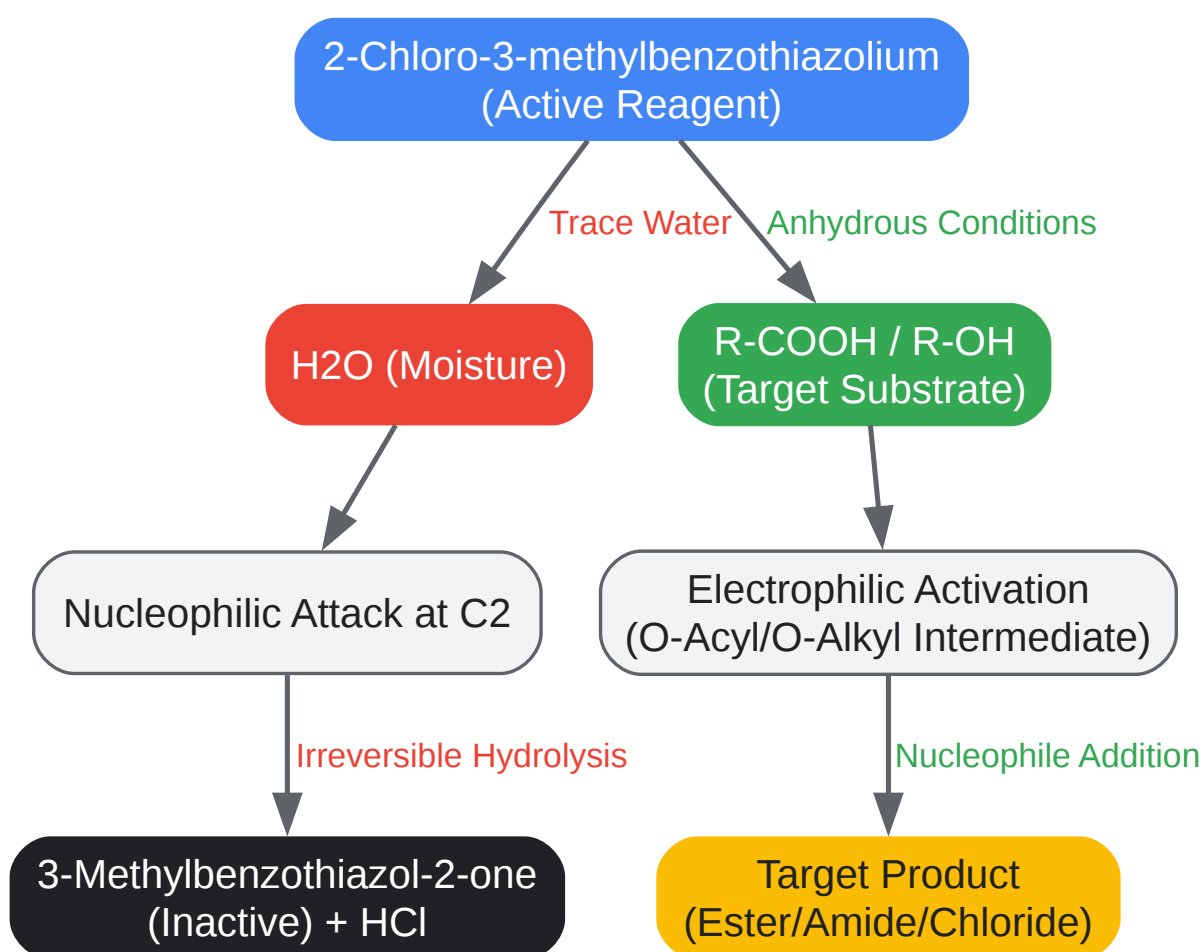 2-Chloro-3-methylbenzothiazolium
(Active Reagent)
Trace Water
Anhydrous Conditions
H2O (Moisture)
R-COOH / R-OH
(Target Substrate)
Nucleophilic Attack at C2
Electrophilic Activation
(O-Acyl/O-Alkyl Intermediate)
Irreversible Hydrolysis
Nucleophile Addition
3-Methylbenzothiazol-2-one
(Inactive) + HCl
Target Product
(Ester/Amide/Chloride)